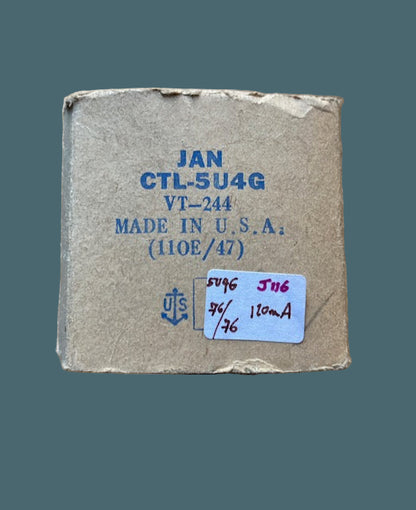 JAN
CTL-5U4G
VT-244
MADE IN U.S.A.
(110E/47)
U S
5U4G J116
76/76 120mA